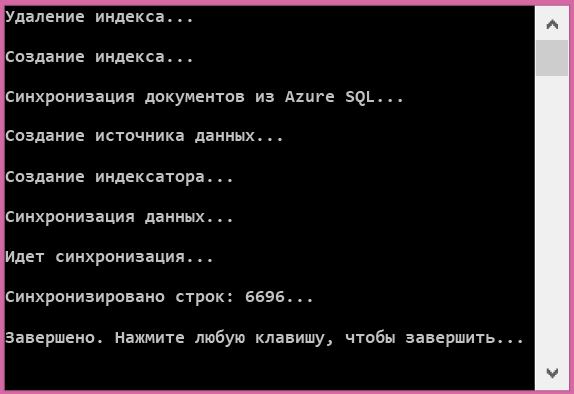 Удаление индекса...
Создание индекса...
Синхронизация документов из Azure SQL...
Создание источника данных...
Создание индексатора...
Синхронизация данных...
Идет синхронизация...
Синхронизировано строк: 6696...
Завершено. Нажмите любую клавишу, чтобы завершить...